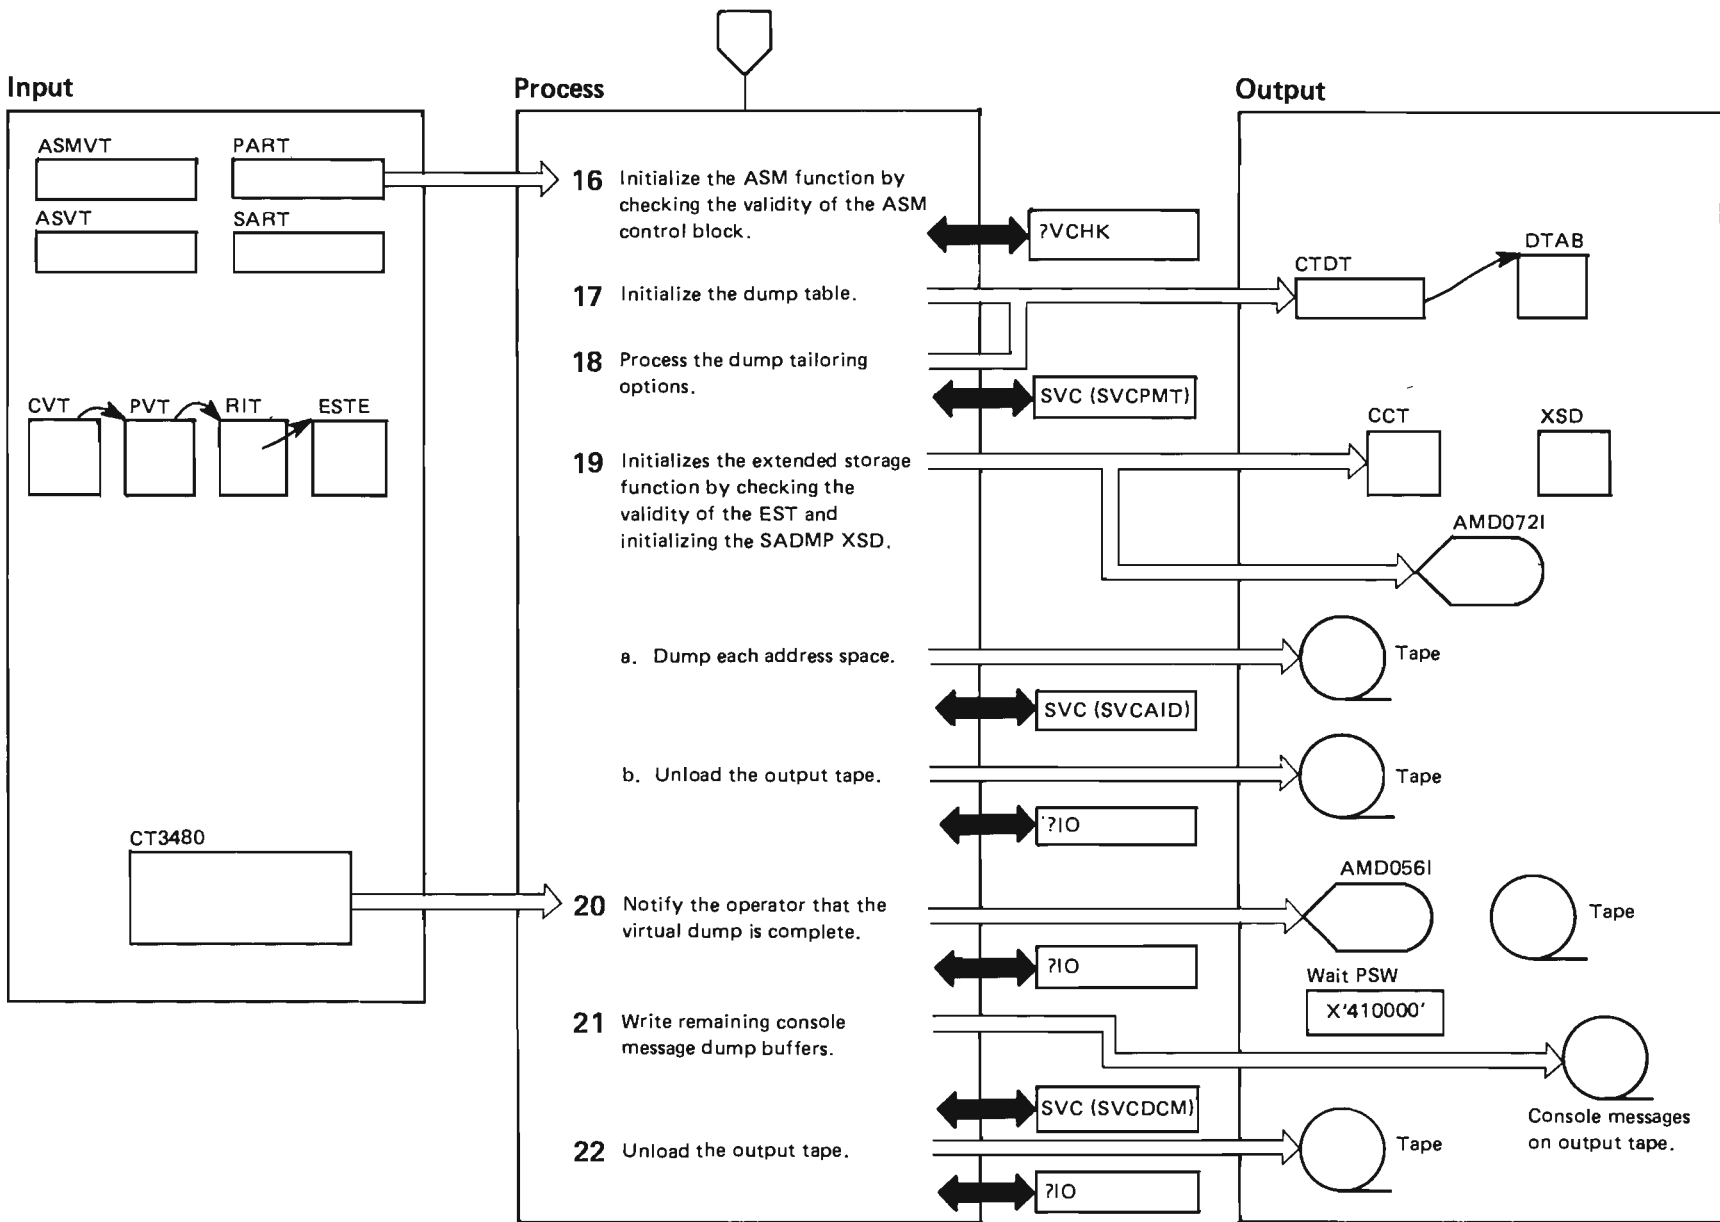 Input
ASMVT
PART
ASVT
SART
CVT
PVT
RIT
ESTE
CT3480
Process
16 Initialize the ASM function by
checking the validity of the ASM
control block.
?VCHK
17 Initialize the dump table.
18 Process the dump tailoring
options.
SVC (SVCPMT)
19 Initializes the extended storage
function by checking the
validity of the EST and
initializing the SADMP XSD.
a. Dump each address space.
SVC (SVCAID)
b. Unload the output tape.
?IO
20 Notify the operator that the
virtual dump is complete.
?IO
21 Write remaining console
message dump buffers.
SVC (SVCDCM)
22 Unload the output tape.
?IO
Output
CTDT
DTAB
CCT
XSD
AMD072I
Tape
Tape
AMD056I
Tape
Wait PSW
X'410000'
Console messages
on output tape.
Tape